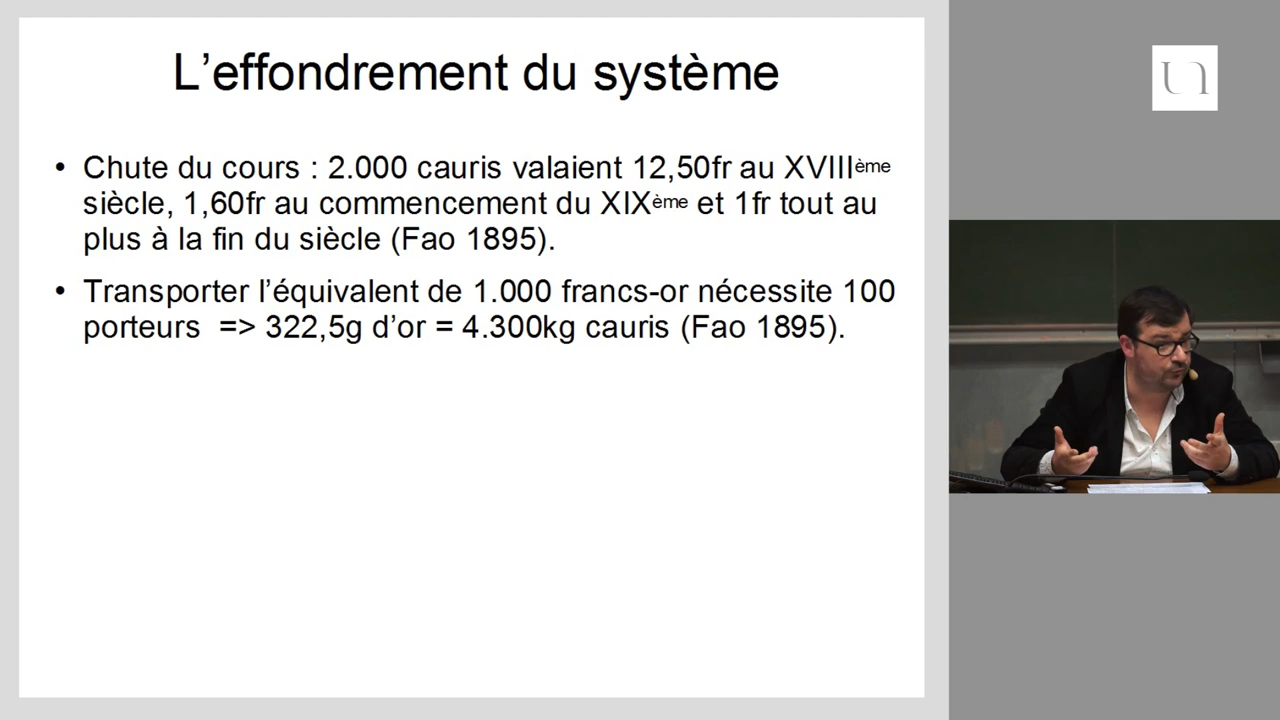 L’effondrement du système
• Chute du cours : 2.000 cauris valaient 12,50fr au XVIIIème
siècle, 1,60fr au commencement du XIXème et 1fr tout au
plus à la fin du siècle (Fao 1895).
• Transporter l’équivalent de 1.000 francs-or nécessite 100
porteurs => 322,5g d’or = 4.300kg cauris (Fao 1895).